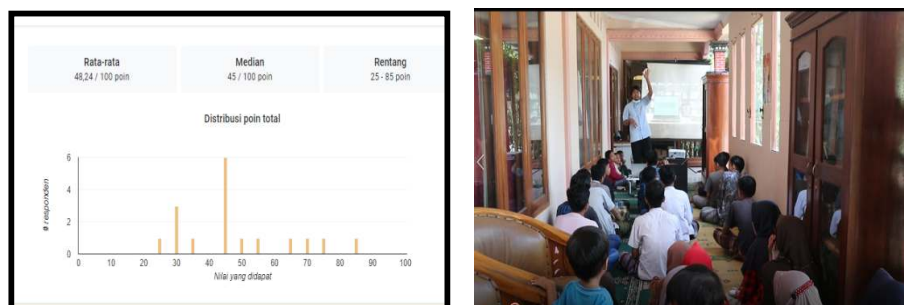 Rata-rata
48,24 / 100 poin
Median
45 / 100 poin
Rentang
25 - 85 poin
Distribusi poin total
# responden
6
4
2
0
0 10 20 30 40 50 60 70 80 90 100
Nilai yang didapat